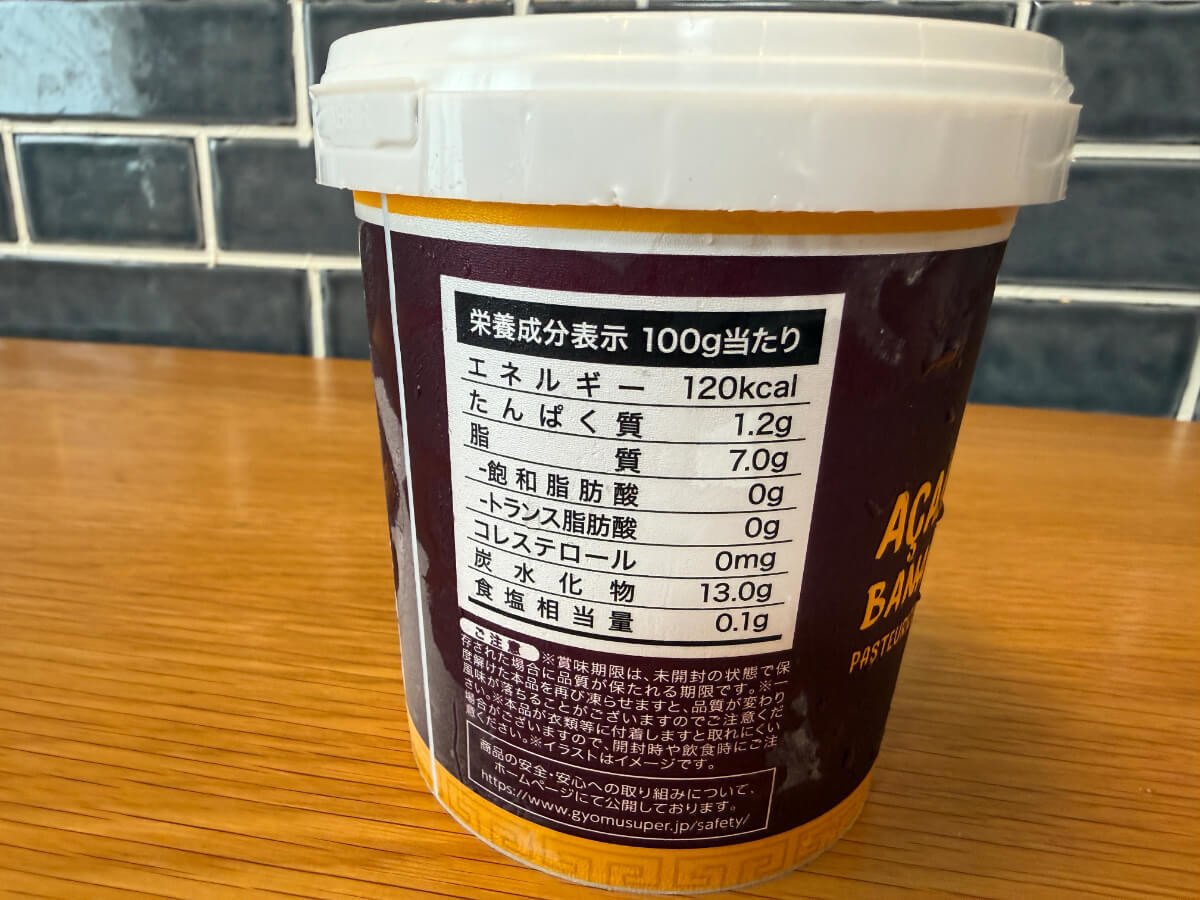 栄養成分表示 100g当たり
エネルギー 120kcal
たんぱく質 1.2g
脂質 7.0g
-飽和脂肪酸 0g
-トランス脂肪酸 0g
コレステロール 0mg
炭水化物 13.0g
食塩相当量 0.1g
ご注意 ※賞味期限は、未開封の状態で保
存された場合に品質が保たれる期限です。※一
度解けた本品を再び凍らせますと、品質が変わり
風味が落ちることがございますのでご注意くだ
さい。※本品が衣類等に付着しますと取れにくい
場合がございますので、開封時や飲食時にご注
意ください。※イラストはイメージです。
商品の安全・安心への取り組みについて、
ホームページにて公開しております。
https://www.gyomusuper.jp/safety/